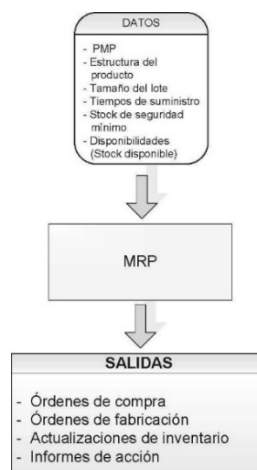 DATOS
- PMP
- Estructura del
producto
- Tamaño del lote
- Tiempos de suministro
- Stock de seguridad
mínimo
- Disponibilidades
(Stock disponible)
MRP
SALIDAS
- Órdenes de compra
- Órdenes de fabricación
- Actualizaciones de inventario
- Informes de acción